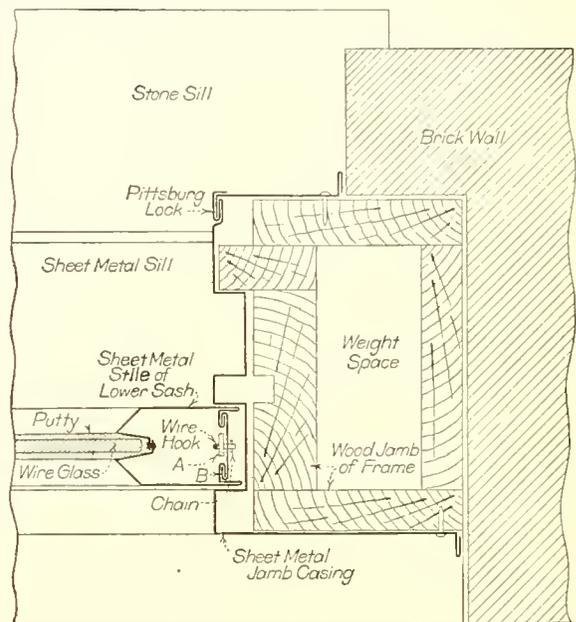 Stone Sill
Brick Wall
Pittsburg
Lock
Sheet Metal Sill
Weight
Space
Sheet Metal
Stile of
Lower Sash
Putty
Wire
Hook
A
Wood Jamb
of Frame
Wire Glass
B
Chain
Sheet Metal
Jamb Casing